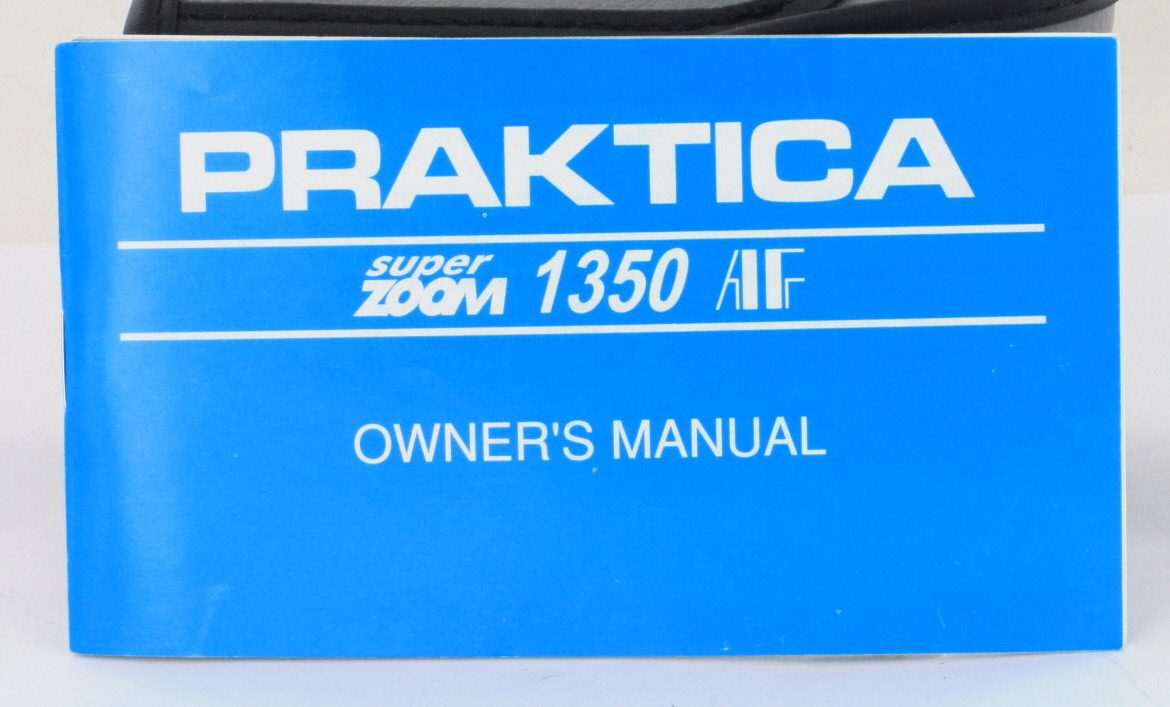 PRAKTICA
super
ZOOM 1350 AF
OWNER'S MANUAL